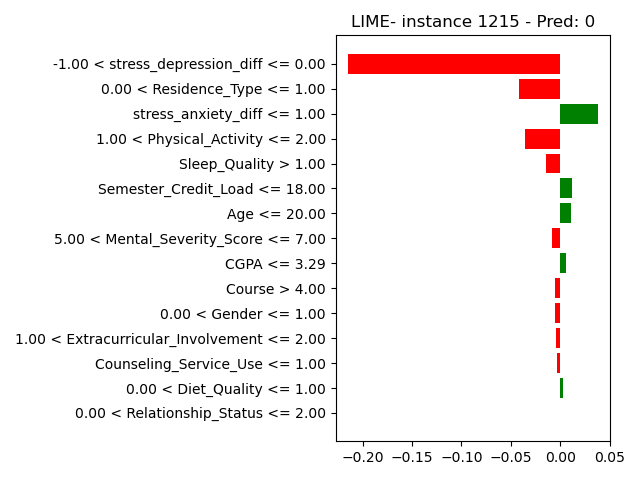 LIME- instance 1215 - Pred: 0
-1.00 < stress_depression_diff <= 0.00
0.00 < Residence_Type <= 1.00
stress_anxiety_diff <= 1.00
1.00 < Physical_Activity <= 2.00
Sleep_Quality > 1.00
Semester_Credit_Load <= 18.00
Age <= 20.00
5.00 < Mental_Severity_Score <= 7.00
CGPA <= 3.29
Course > 4.00
0.00 < Gender <= 1.00
1.00 < Extracurricular_Involvement <= 2.00
Counseling_Service_Use <= 1.00
0.00 < Diet_Quality <= 1.00
0.00 < Relationship_Status <= 2.00
−0.20 −0.15 −0.10 −0.05 0.00 0.05